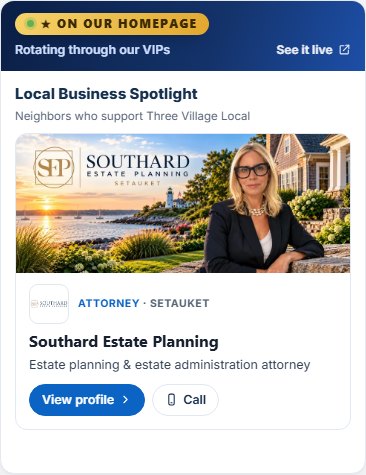 ★ ON OUR HOMEPAGE
Rotating through our VIPs
See it live
Local Business Spotlight
Neighbors who support Three Village Local
SEP
SOUTHARD
ESTATE PLANNING
SETAUKET
SOUTHARD
ATTORNEY · SETAUKET
Southard Estate Planning
Estate planning & estate administration attorney
View profile
Call